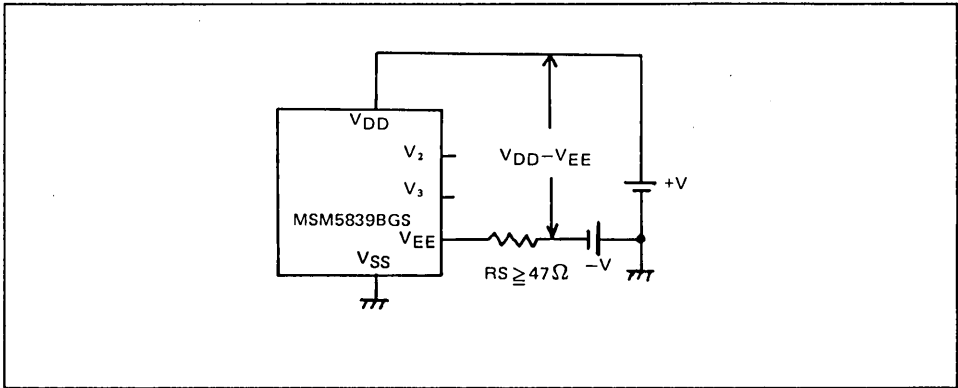 VDD
V2
VDD–VEE
+V
V3
MSM5839BGS
VEE
VSS
RS ≧ 47Ω
−V